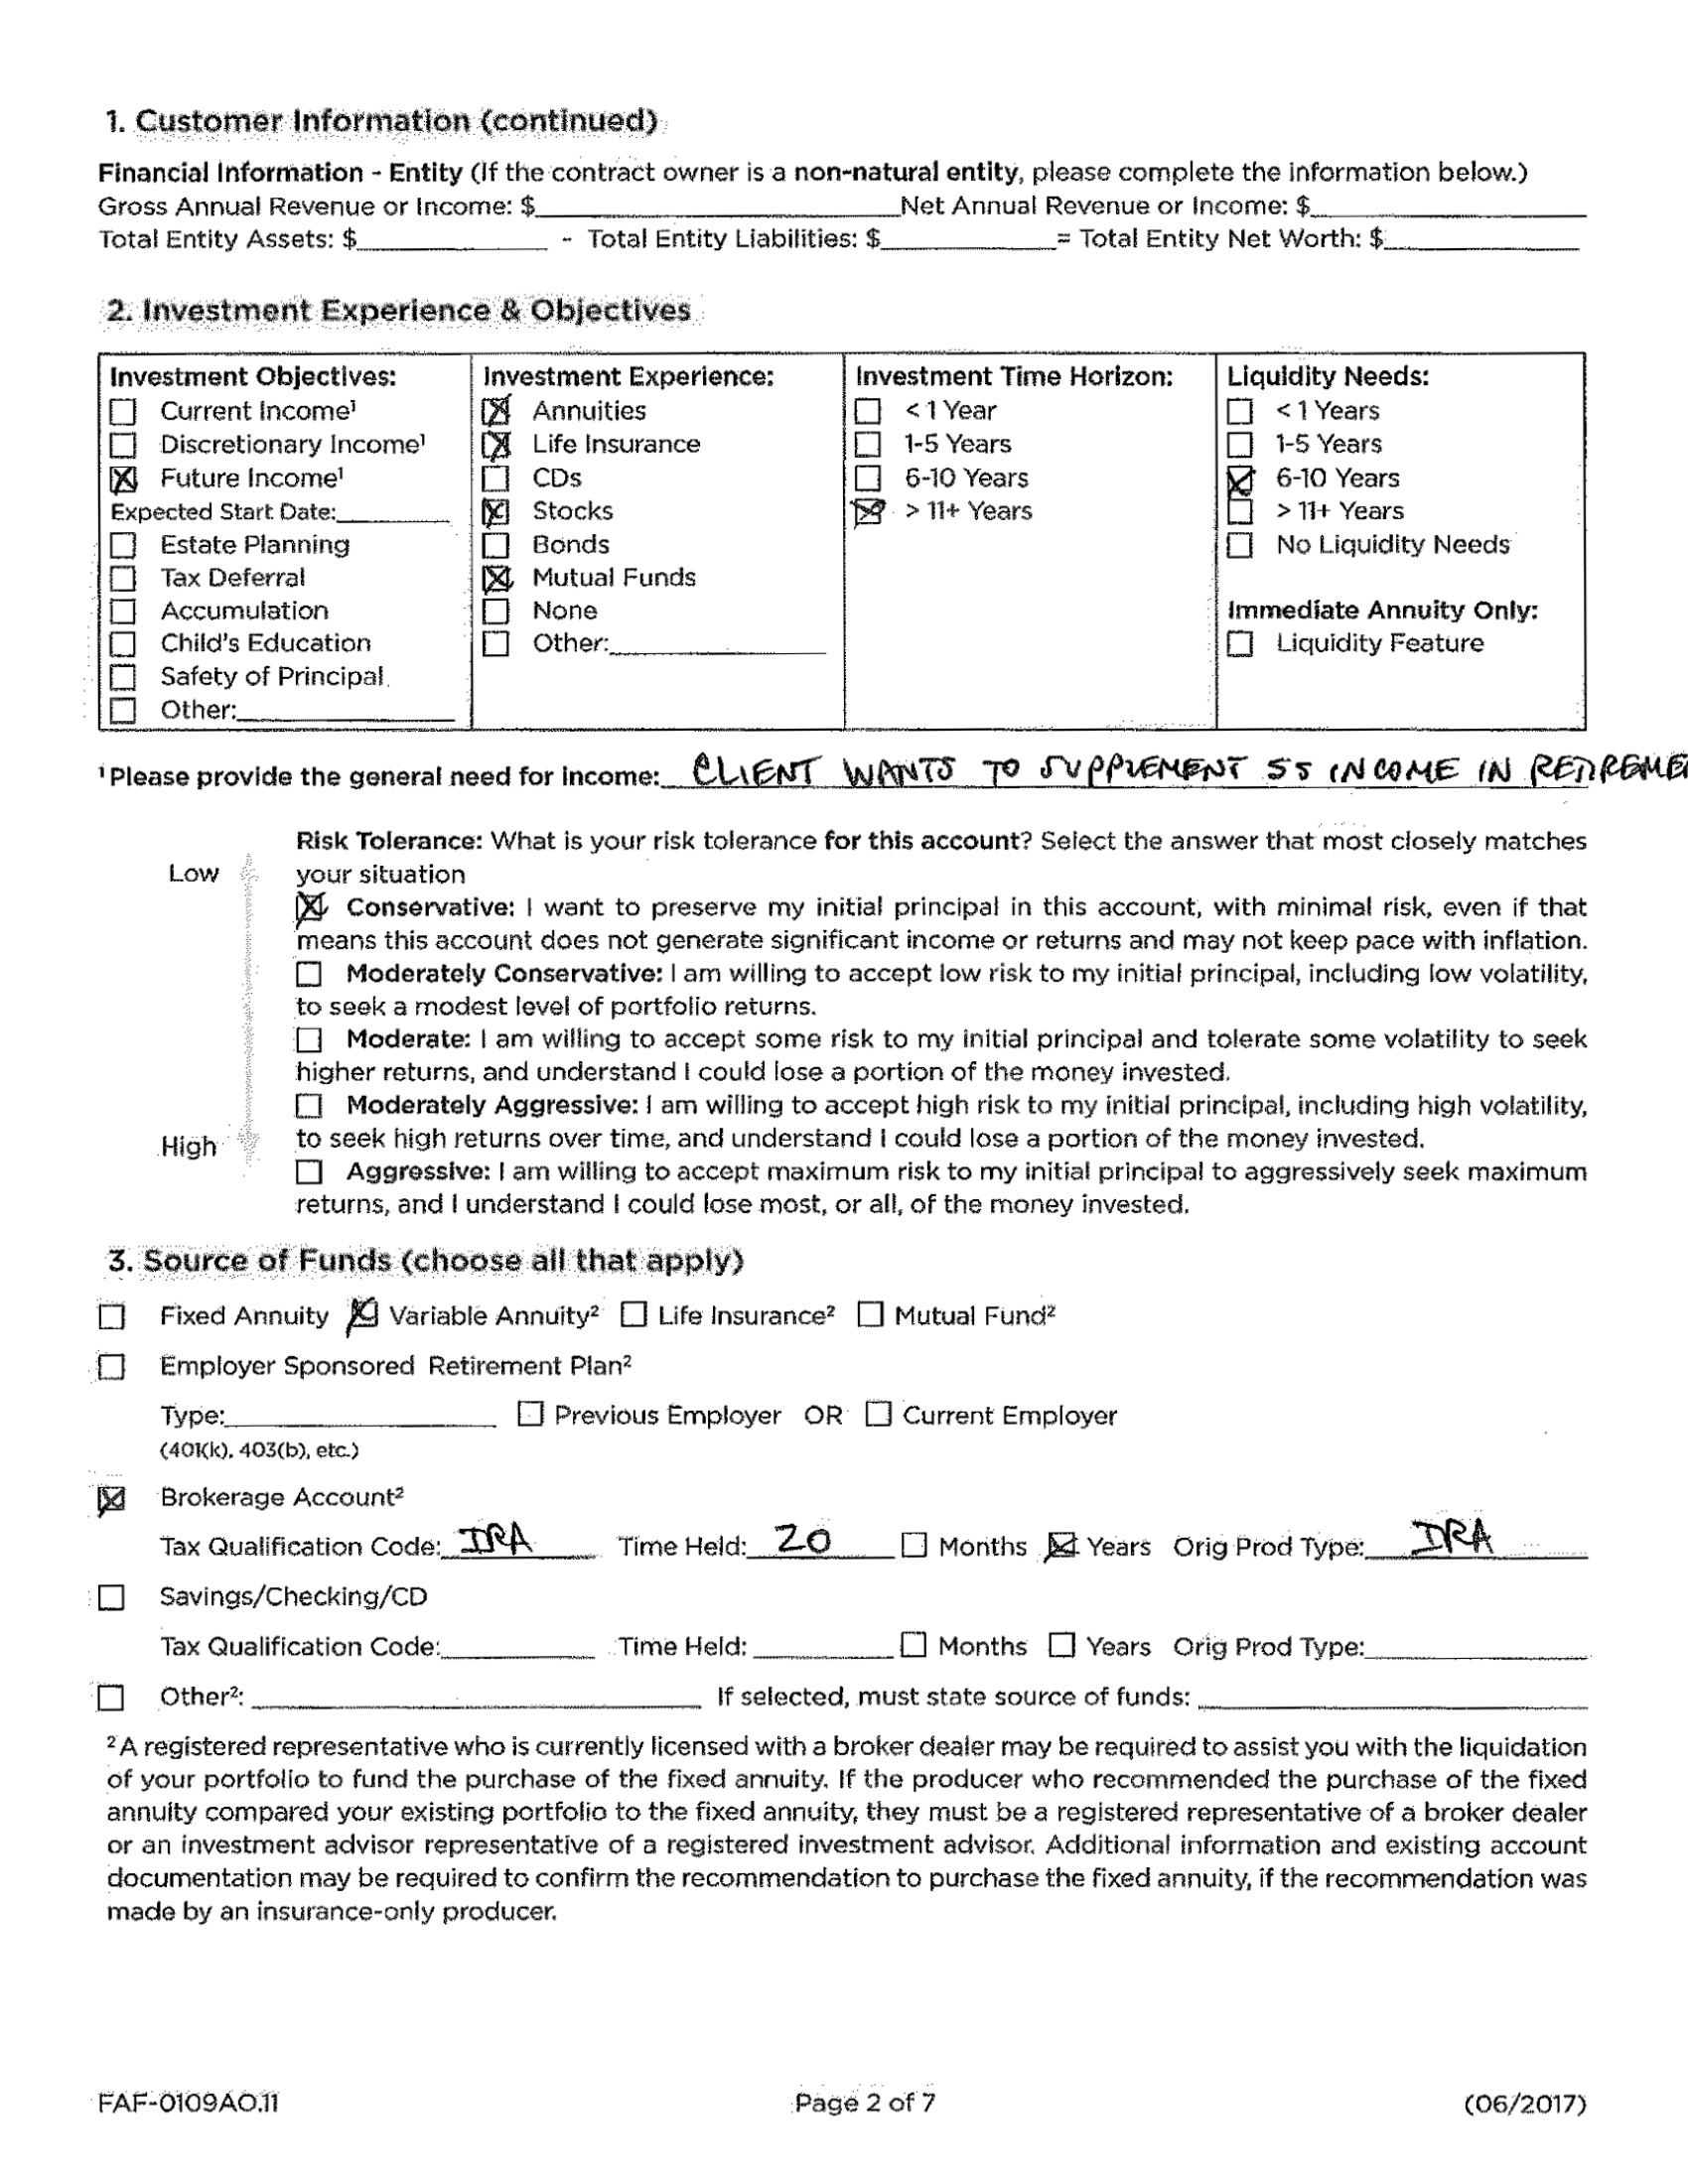 1. Customer Information (continued)
Financial Information - Entity (If the contract owner is a non-natural entity, please complete the information below.)
Gross Annual Revenue or Income: $ Net Annual Revenue or Income: $
Total Entity Assets: $ - Total Entity Liabilities: $ = Total Entity Net Worth: $
2. Investment Experience & Objectives
Investment Objectives:
☐ Current Income¹
☐ Discretionary Income¹
☒ Future Income¹
Expected Start Date:
☐ Estate Planning
☐ Tax Deferral
☐ Accumulation
☐ Child's Education
☐ Safety of Principal
☐ Other:
Investment Experience:
☒ Annuities
☒ Life Insurance
☐ CDs
☒ Stocks
☐ Bonds
☒ Mutual Funds
☐ None
☐ Other:
Investment Time Horizon:
☐ < 1 Year
☐ 1-5 Years
☐ 6-10 Years
☒ > 11+ Years
Liquidity Needs:
☐ < 1 Years
☐ 1-5 Years
☒ 6-10 Years
☐ > 11+ Years
☐ No Liquidity Needs
Immediate Annuity Only:
☐ Liquidity Feature
¹ Please provide the general need for income: CLIENT WANTS TO SUPPLEMENT SS INCOME IN RETIREME
Risk Tolerance: What is your risk tolerance for this account? Select the answer that most closely matches
Low your situation
☒ Conservative: I want to preserve my initial principal in this account, with minimal risk, even if that
means this account does not generate significant income or returns and may not keep pace with inflation.
☐ Moderately Conservative: I am willing to accept low risk to my initial principal, including low volatility,
to seek a modest level of portfolio returns.
☐ Moderate: I am willing to accept some risk to my initial principal and tolerate some volatility to seek
higher returns, and understand I could lose a portion of the money invested.
☐ Moderately Aggressive: I am willing to accept high risk to my initial principal, including high volatility,
High to seek high returns over time, and understand I could lose a portion of the money invested.
☐ Aggressive: I am willing to accept maximum risk to my initial principal to aggressively seek maximum
returns, and I understand I could lose most, or all, of the money invested.
3. Source of Funds (choose all that apply)
☐ Fixed Annuity ☒ Variable Annuity² ☐ Life Insurance² ☐ Mutual Fund²
☐ Employer Sponsored Retirement Plan²
Type: ☐ Previous Employer OR ☐ Current Employer
(401(k), 403(b), etc.)
☒ Brokerage Account²
Tax Qualification Code: IRA Time Held: 20 ☐ Months ☒ Years Orig Prod Type: IRA
☐ Savings/Checking/CD
Tax Qualification Code: Time Held: ☐ Months ☐ Years Orig Prod Type:
☐ Other²: If selected, must state source of funds:
² A registered representative who is currently licensed with a broker dealer may be required to assist you with the liquidation
of your portfolio to fund the purchase of the fixed annuity. If the producer who recommended the purchase of the fixed
annuity compared your existing portfolio to the fixed annuity, they must be a registered representative of a broker dealer
or an investment advisor representative of a registered investment advisor. Additional information and existing account
documentation may be required to confirm the recommendation to purchase the fixed annuity, if the recommendation was
made by an insurance-only producer.
FAF-0109AO.11 Page 2 of 7 (06/2017)